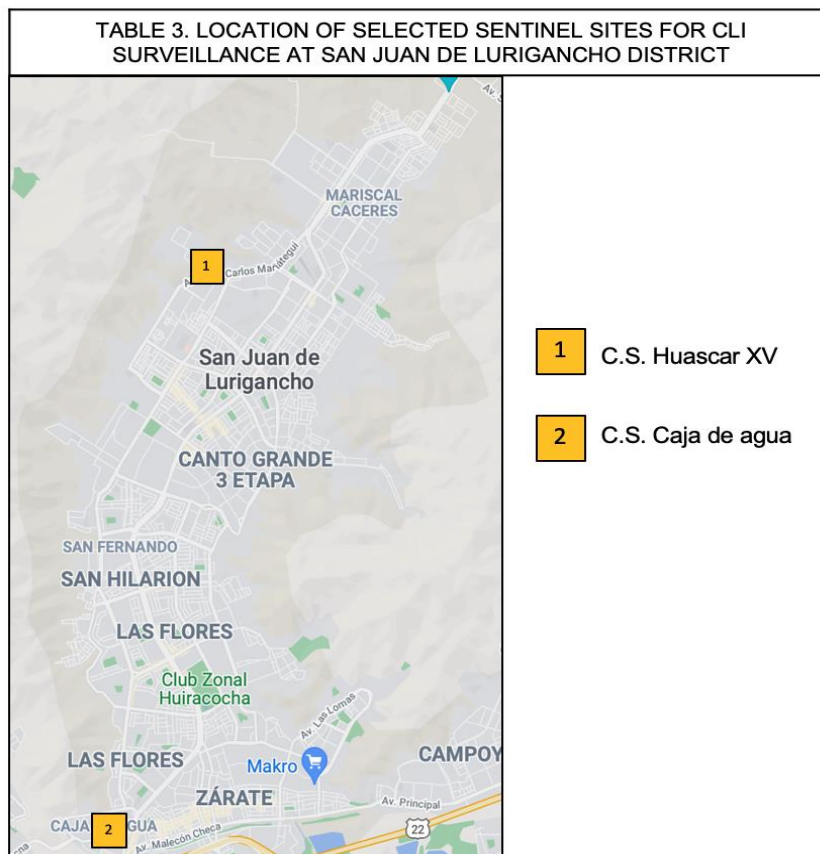 TABLE 3. LOCATION OF SELECTED SENTINEL SITES FOR CLI
SURVEILLANCE AT SAN JUAN DE LURIGANCHO DISTRICT
Av.
MARISCAL
CÁCERES
1
Carlos Mariátegui
San Juan de
Lurigancho
CANTO GRANDE
3 ETAPA
SAN FERNANDO
SAN HILARION
LAS FLORES
Club Zonal
Huiracocha
Av. Las Lomas
LAS FLORES
Makro
CAMPOY
ZÁRATE
Av. Principal
CAJA
GUA
2
Av. Malecón Checa
22
1
C.S. Huascar XV
2
C.S. Caja de agua